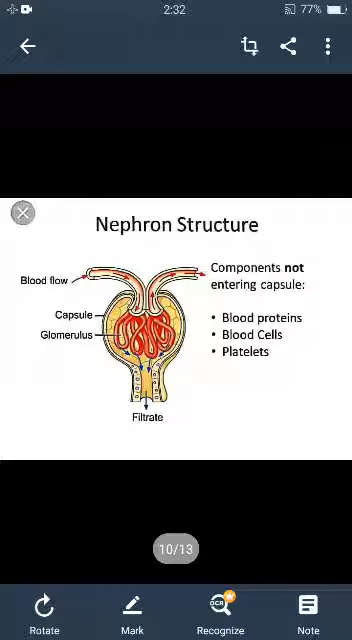 2:32
77%
Nephron Structure
Blood flow
Capsule
Glomerulus
Filtrate
Components not
entering capsule:
• Blood proteins
• Blood Cells
• Platelets
10/13
OCR
Rotate
Mark
Recognize
Note